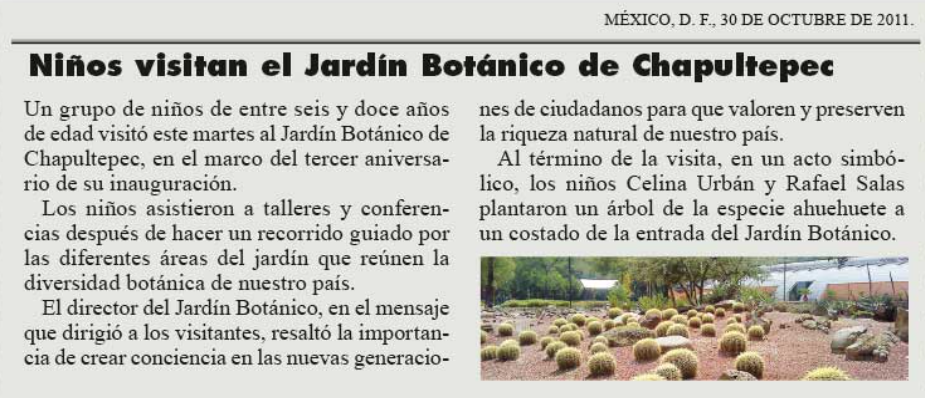 MÉXICO, D. F., 30 DE OCTUBRE DE 2011.
Niños visitan el Jardín Botánico de Chapultepec
Un grupo de niños de entre seis y doce años
de edad visitó este martes al Jardín Botánico de
Chapultepec, en el marco del tercer aniversa-
rio de su inauguración.
Los niños asistieron a talleres y conferen-
cias después de hacer un recorrido guiado por
las diferentes áreas del jardín que reúnen la
diversidad botánica de nuestro país.
El director del Jardín Botánico, en el mensaje
que dirigió a los visitantes, resaltó la importan-
cia de crear conciencia en las nuevas generacio-
nes de ciudadanos para que valoren y preserven
la riqueza natural de nuestro país.
Al término de la visita, en un acto simbó-
lico, los niños Celina Urbán y Rafael Salas
plantaron un árbol de la especie ahuehuete a
un costado de la entrada del Jardín Botánico.